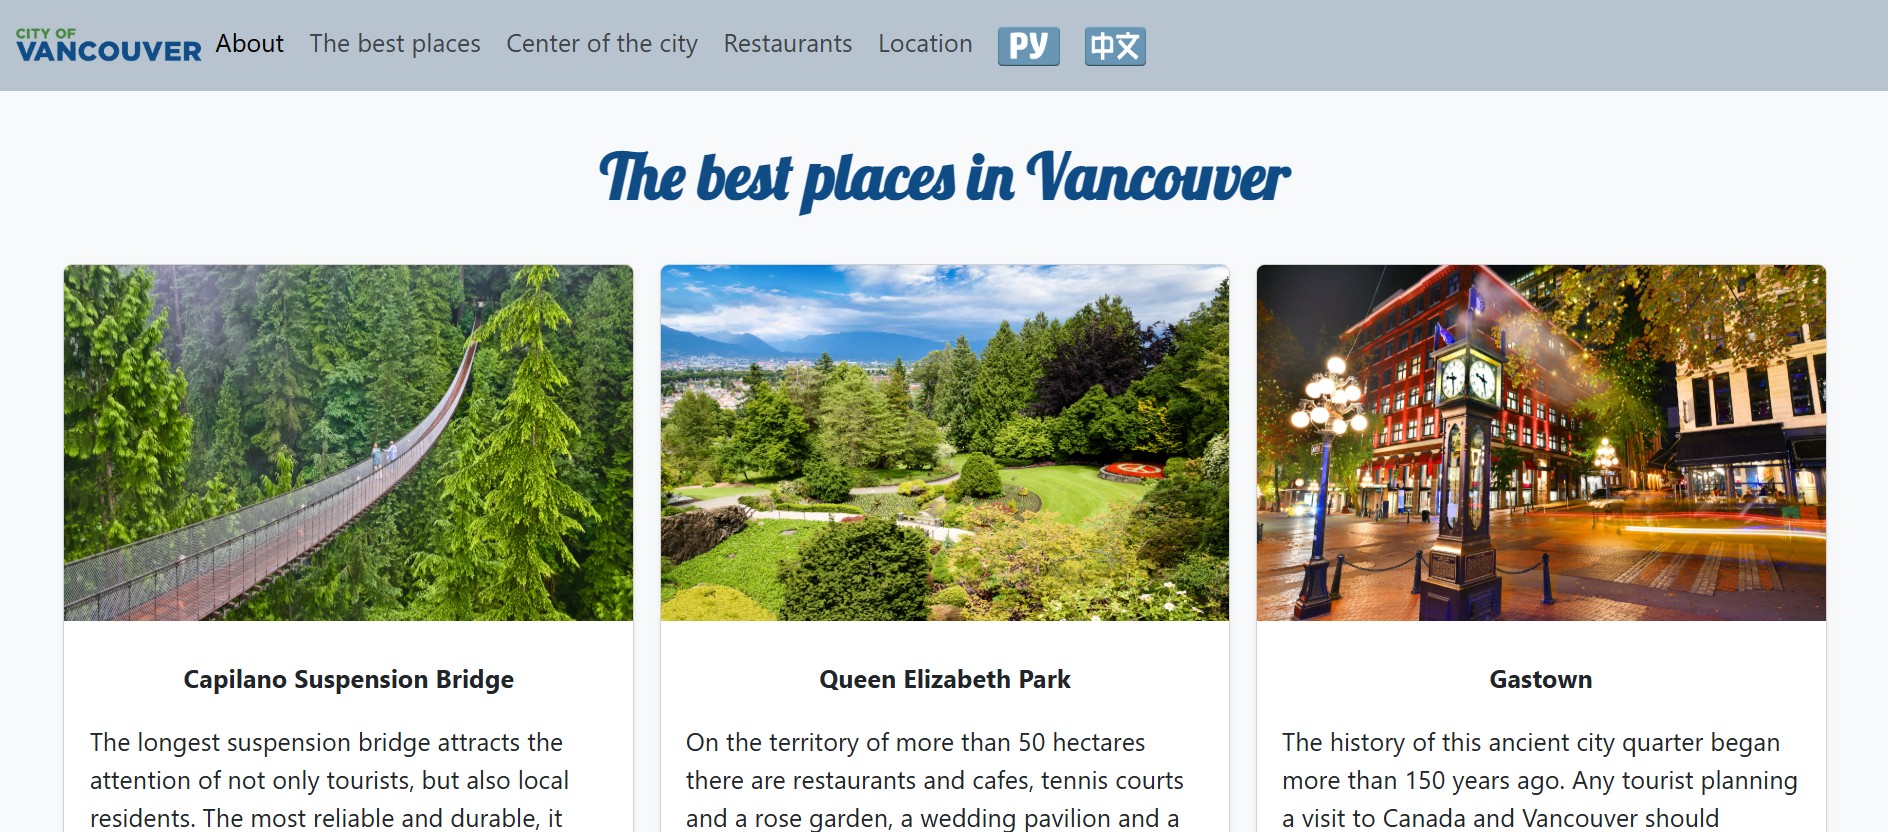 CITY OF
VANCOUVER
About The best places Center of the city Restaurants Location РУ 中文
The best places in Vancouver
Capilano Suspension Bridge
The longest suspension bridge attracts the
attention of not only tourists, but also local
residents. The most reliable and durable, it
Queen Elizabeth Park
On the territory of more than 50 hectares
there are restaurants and cafes, tennis courts
and a rose garden, a wedding pavilion and a
Gastown
The history of this ancient city quarter began
more than 150 years ago. Any tourist planning
a visit to Canada and Vancouver should